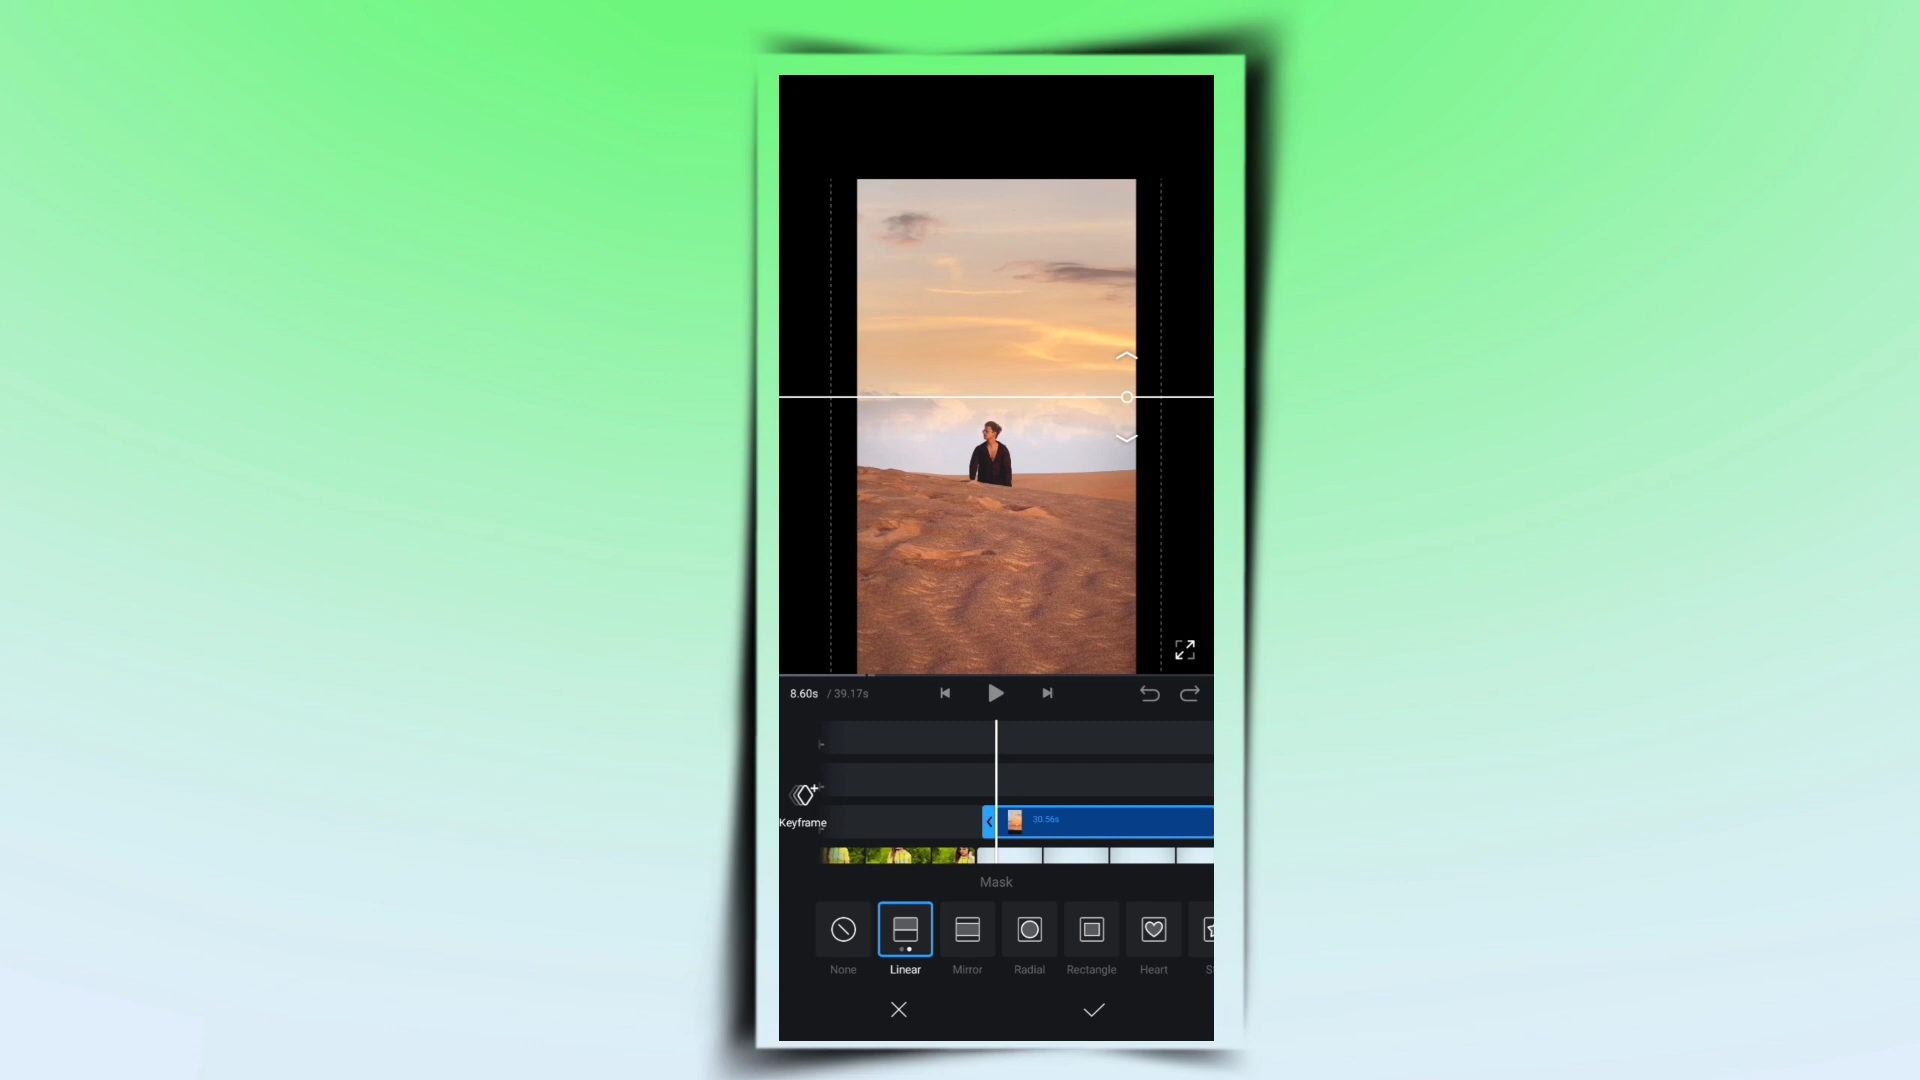 8.60s / 39.17s
Keyframe
30.56s
Mask
None Linear Mirror Radial Rectangle Heart